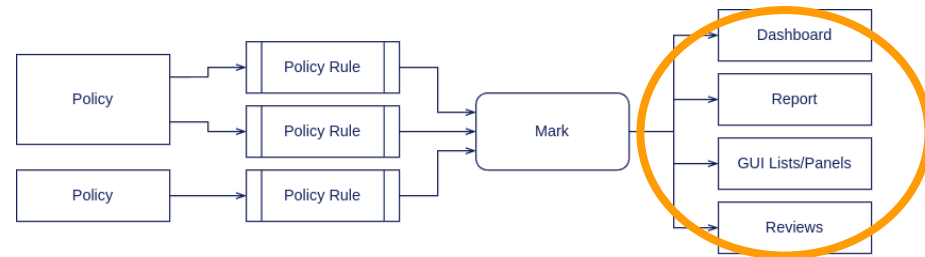 Policy
Policy
Policy Rule
Policy Rule
Policy Rule
Mark
Dashboard
Report
GUI Lists/Panels
Reviews